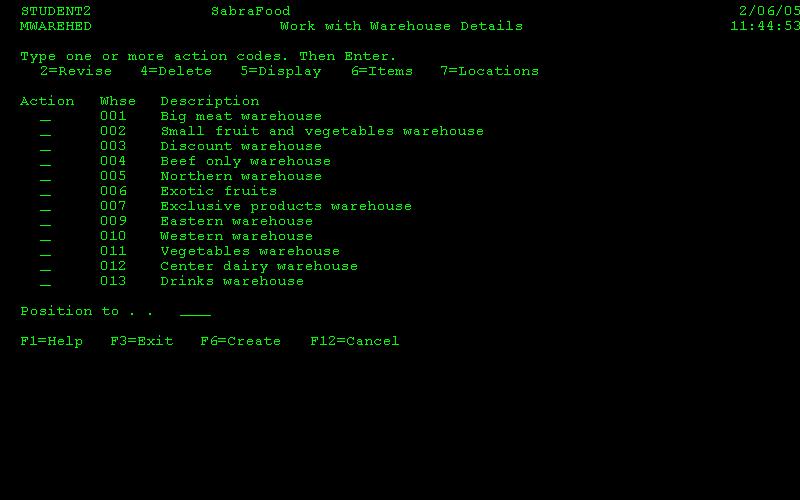 STUDENT2 SabraFood 2/06/05
MWAREHED Work with Warehouse Details 11:44:53
Type one or more action codes. Then Enter.
2=Revise 4=Delete 5=Display 6=Items 7=Locations
Action Whse Description
_ 001 Big meat warehouse
_ 002 Small fruit and vegetables warehouse
_ 003 Discount warehouse
_ 004 Beef only warehouse
_ 005 Northern warehouse
_ 006 Exotic fruits
_ 007 Exclusive products warehouse
_ 009 Eastern warehouse
_ 010 Western warehouse
_ 011 Vegetables warehouse
_ 012 Center dairy warehouse
_ 013 Drinks warehouse
Position to . . ____
F1=Help F3=Exit F6=Create F12=Cancel